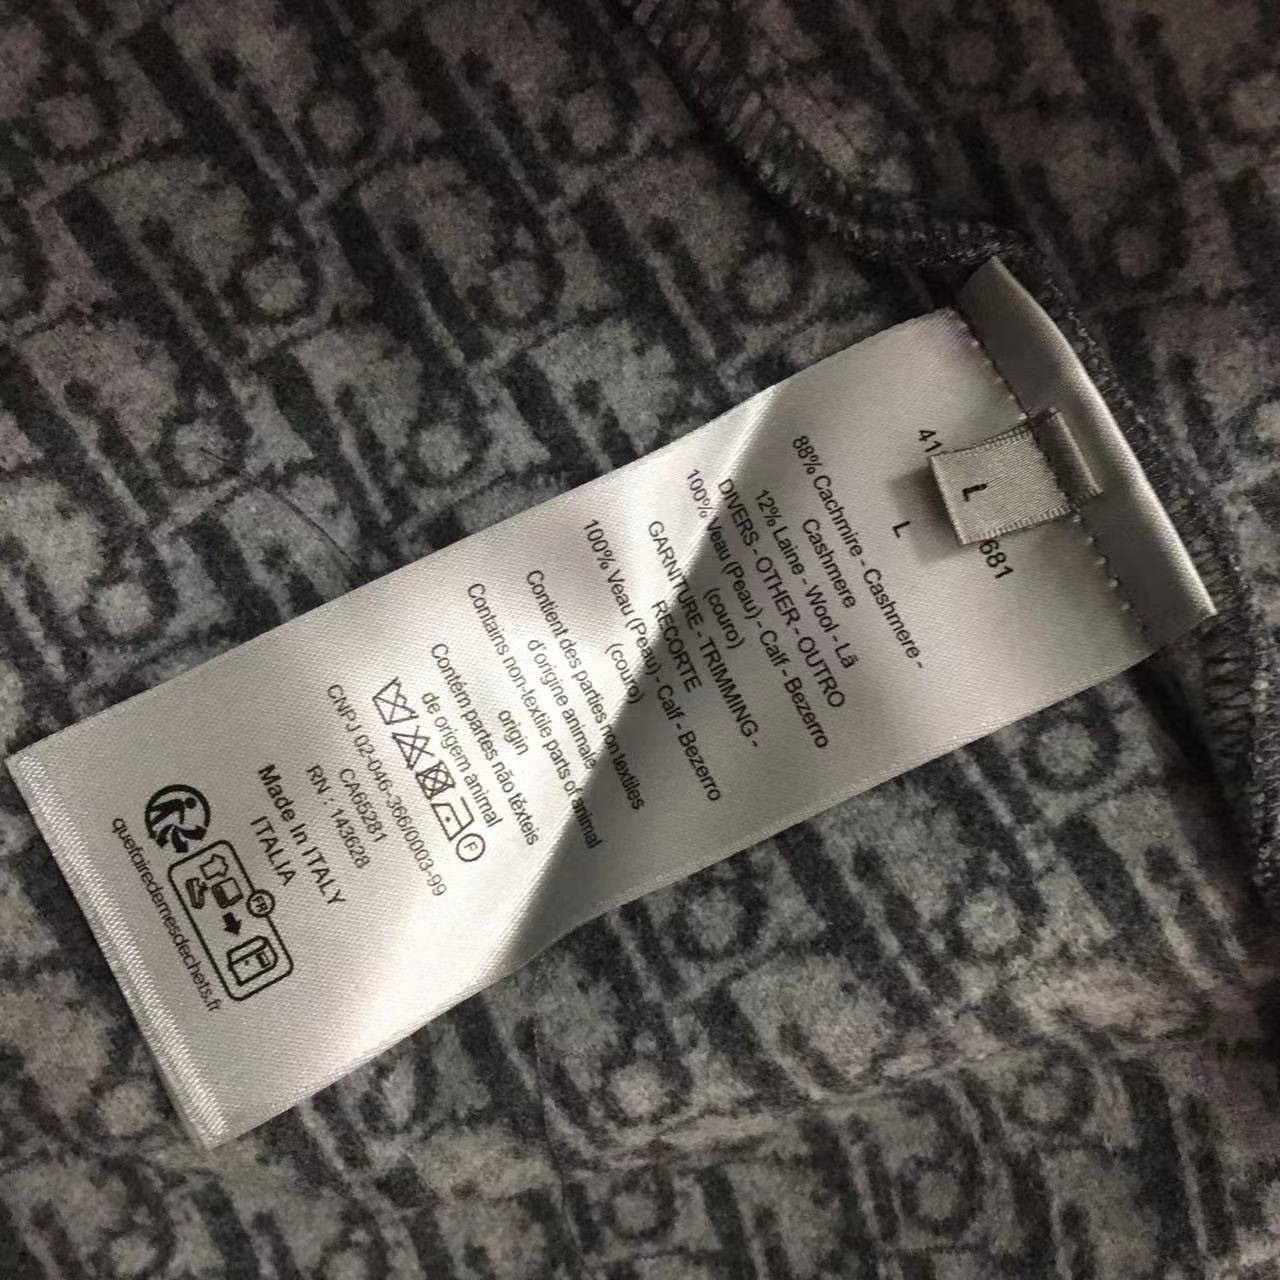 41
681
L
L
88% Cachmire - Cashmere -
Cashmere
12% Laine - Wool - Lã
DIVERS - OTHER - OUTRO
100% Veau (Peau) - Calf - Bezerro
(couro)
GARNITURE - TRIMMING -
RECORTE
100% Veau (Peau) - Calf - Bezerro
(couro)
Contient des parties non textiles
d'origine animale
Contains non-textile parts of animal
origin
Contém partes não têxteis
de origem animal
F
CNPJ 02-046-366/0003-99
CA65281
RN : 143628
Made In ITALY
ITALIA
FR
quefairedemesdechets.fr